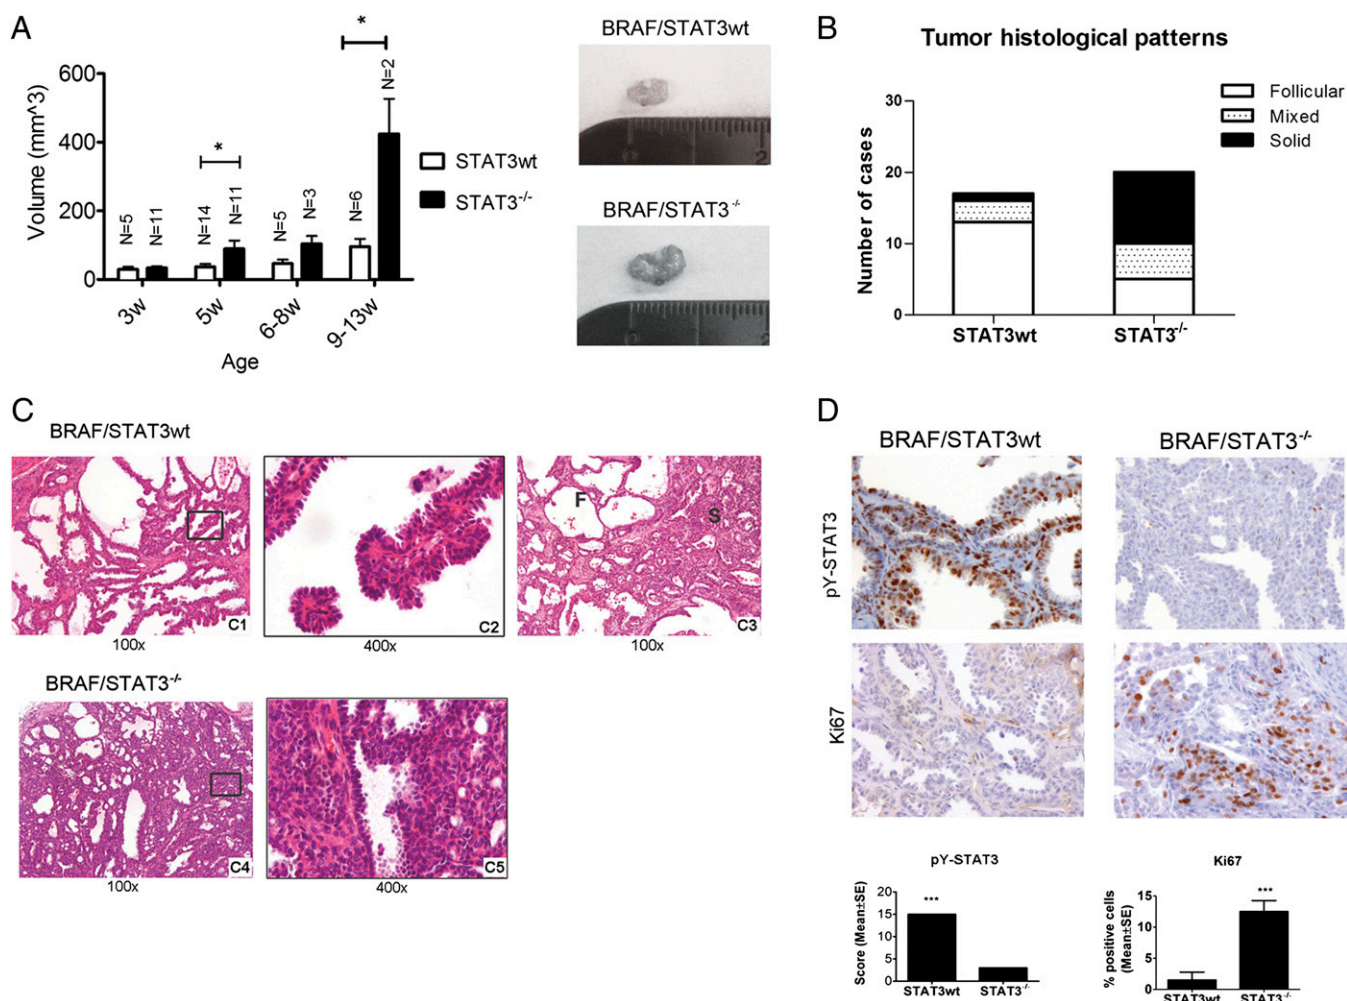 A
*
*
600
400
200
0
Volume (mm^3)
N=5
N=11
N=14
N=11
N=5
N=3
N=6
N=2
STAT3wt
STAT3-/-
3w
5w
6-8w
9-13w
Age
BRAF/STAT3wt
2
BRAF/STAT3-/-
B
Tumor histological patterns
Follicular
Mixed
Solid
30
20
10
0
Number of cases
STAT3wt
STAT3-/-
C
BRAF/STAT3wt
C1
100x
C2
400x
F
S
C3
100x
BRAF/STAT3-/-
C4
100x
C5
400x
D
BRAF/STAT3wt
BRAF/STAT3-/-
pY-STAT3
Ki67
pY-STAT3
20
15
10
5
0
Score (Mean±SE)
***
STAT3wt
STAT3-/-
Ki67
15
10
5
0
% positive cells
(Mean±SE)
***
STAT3wt
STAT3-/-